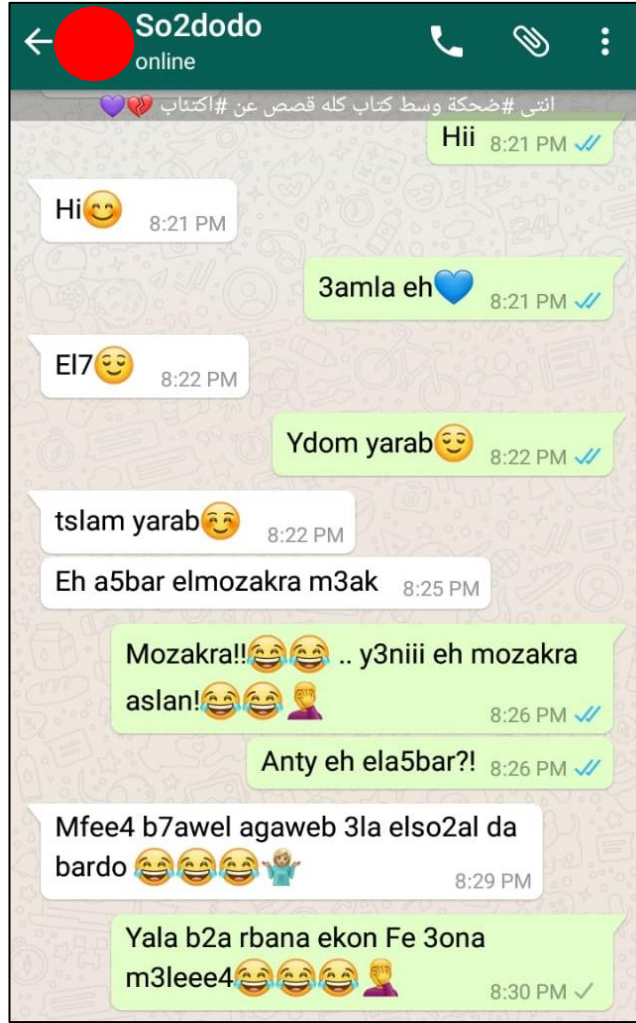 So2dodo
online
انتى #ضحكة وسط كتاب كله قصص عن #اكتئاب 💔💜
Hii 8:21 PM
Hi😊 8:21 PM
3amla eh💙 8:21 PM
El7😌 8:22 PM
Ydom yarab😌 8:22 PM
tslam yarab☺️ 8:22 PM
Eh a5bar elmozakra m3ak 8:25 PM
Mozakra!!😂😂 .. y3niii eh mozakra
aslan!😂😂🤦 8:26 PM
Anty eh ela5bar?! 8:26 PM
Mfee4 b7awel agaweb 3la elso2al da
bardo 😂😂😂🤷🏼‍♀️ 8:29 PM
Yala b2a rbana ekon Fe 3ona
m3leee4😂😂😂🤦 8:30 PM